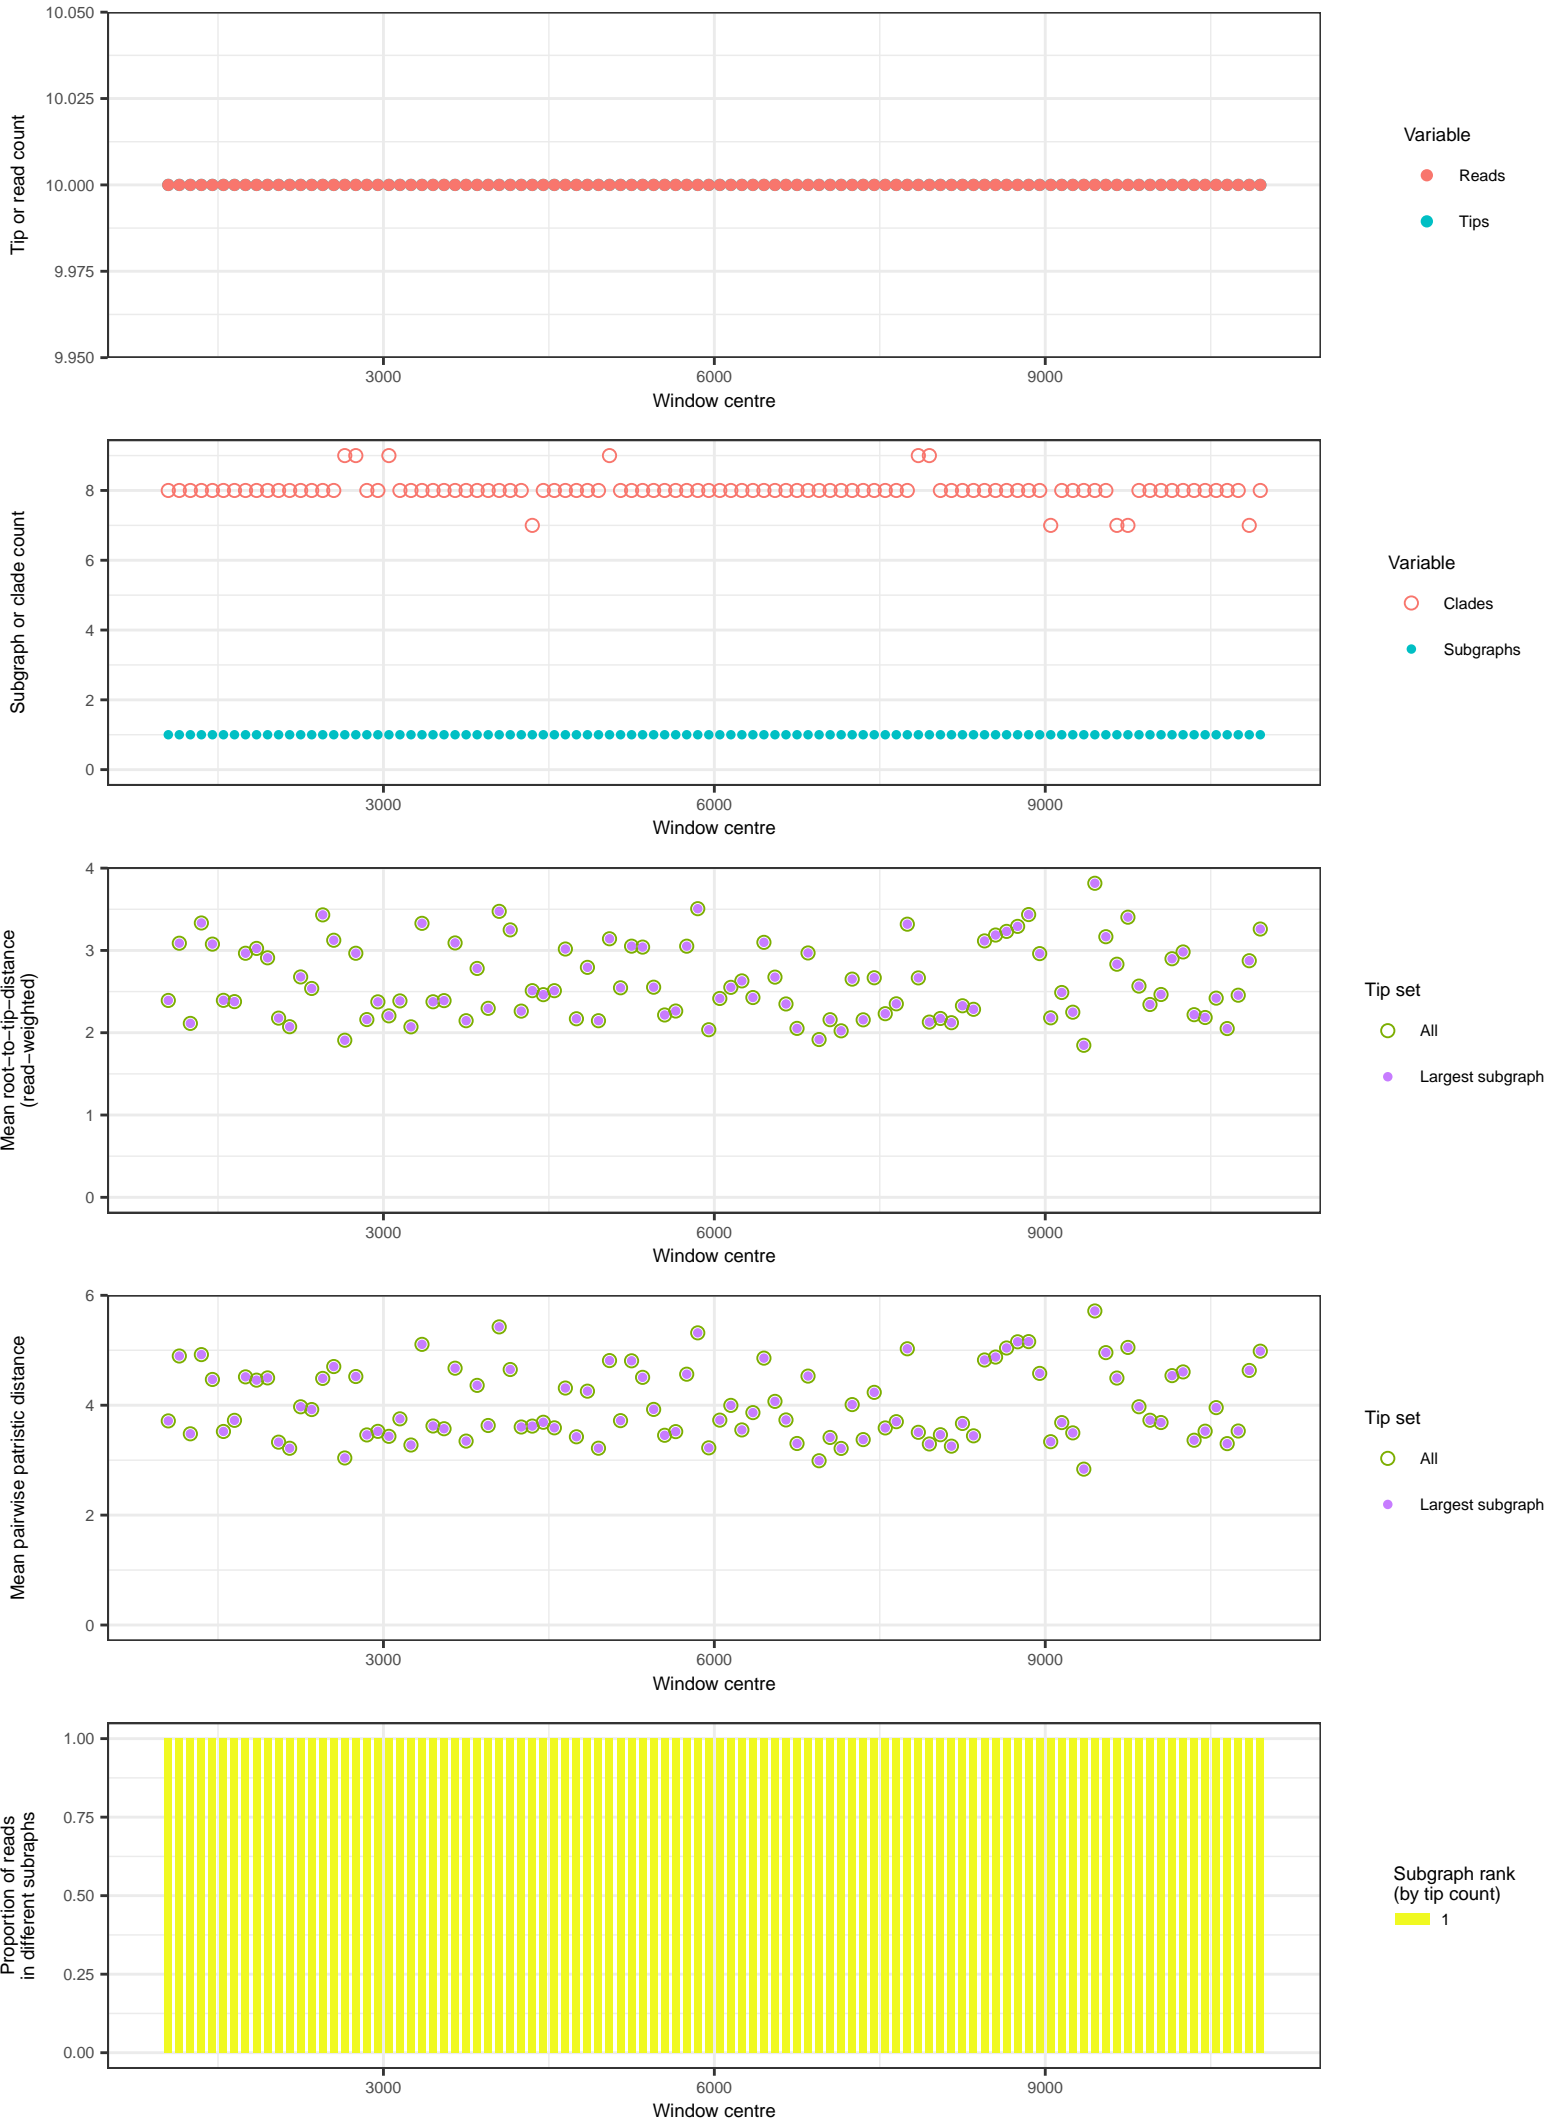 10.050
10.025
10.000
9.975
9.950
Tip or read count
3000
6000
9000
Window centre
Variable
Reads
Tips
8
6
4
2
0
Subgraph or clade count
3000
6000
9000
Window centre
Variable
Clades
Subgraphs
4
3
2
1
0
Mean root−to−tip−distance
(read−weighted)
3000
6000
9000
Window centre
Tip set
All
Largest subgraph
6
4
2
0
Mean pairwise patristic distance
3000
6000
9000
Window centre
Tip set
All
Largest subgraph
1.00
0.75
0.50
0.25
0.00
Proportion of reads
in different subraphs
3000
6000
9000
Window centre
Subgraph rank
(by tip count)
1